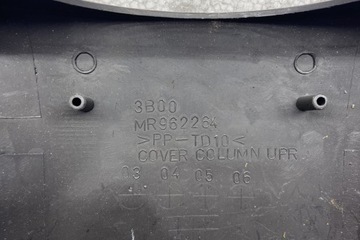 3B00
MR962264
>PP-TD10<
COVER COLUMN UPR
03 04 05 06